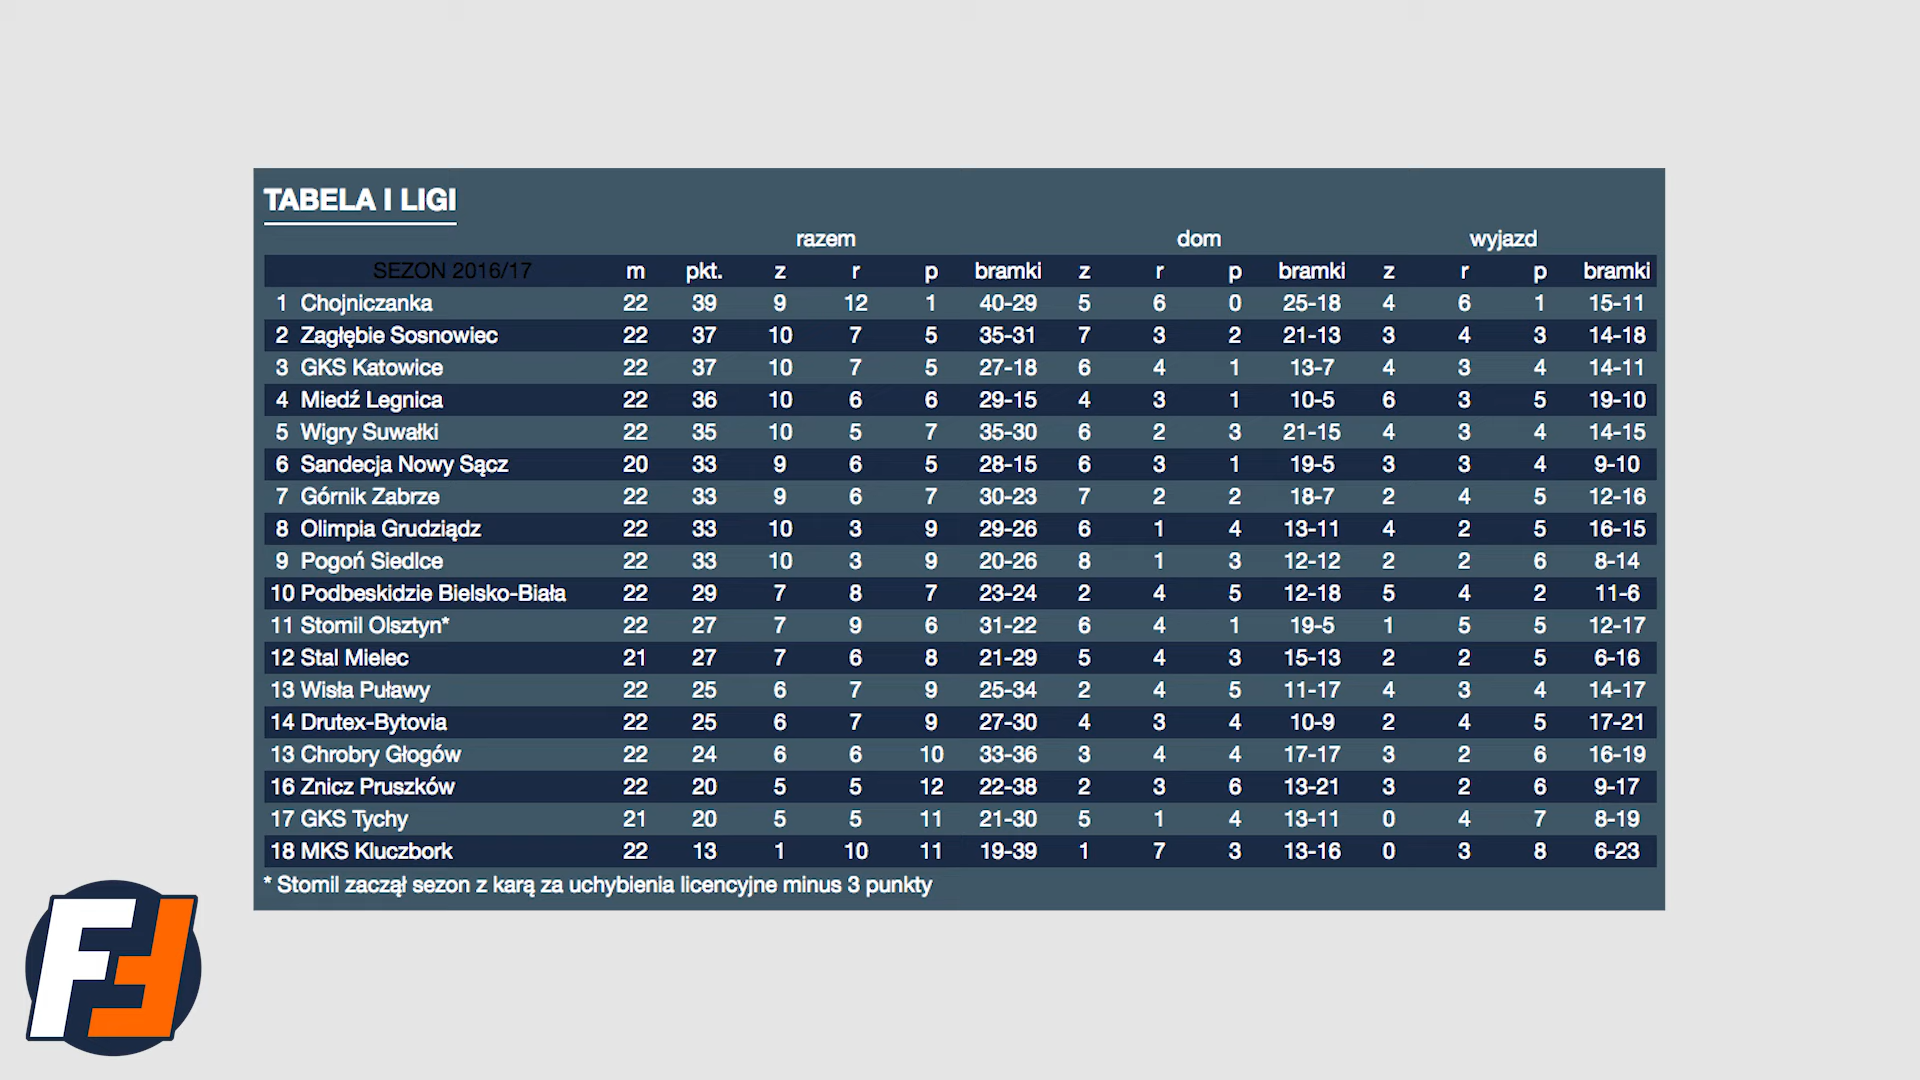 TABELA I LIGI
razem dom wyjazd
SEZON 2016/17 m pkt. z r p bramki z r p bramki z r p bramki
1 Chojniczanka 22 39 9 12 1 40-29 5 6 0 25-18 4 6 1 15-11
2 Zagłębie Sosnowiec 22 37 10 7 5 35-31 7 3 2 21-13 3 4 3 14-18
3 GKS Katowice 22 37 10 7 5 27-18 6 4 1 13-7 4 3 4 14-11
4 Miedź Legnica 22 36 10 6 6 29-15 4 3 1 10-5 6 3 5 19-10
5 Wigry Suwałki 22 35 10 5 7 35-30 6 2 3 21-15 4 3 4 14-15
6 Sandecja Nowy Sącz 20 33 9 6 5 28-15 6 3 1 19-5 3 3 4 9-10
7 Górnik Zabrze 22 33 9 6 7 30-23 7 2 2 18-7 2 4 5 12-16
8 Olimpia Grudziądz 22 33 10 3 9 29-26 6 1 4 13-11 4 2 5 16-15
9 Pogoń Siedlce 22 33 10 3 9 20-26 8 1 3 12-12 2 2 6 8-14
10 Podbeskidzie Bielsko-Biała 22 29 7 8 7 23-24 2 4 5 12-18 5 4 2 11-6
11 Stomil Olsztyn* 22 27 7 9 6 31-22 6 4 1 19-5 1 5 5 12-17
12 Stal Mielec 21 27 7 6 8 21-29 5 4 3 15-13 2 2 5 6-16
13 Wisła Puławy 22 25 6 7 9 25-34 2 4 5 11-17 4 3 4 14-17
14 Drutex-Bytovia 22 25 6 7 9 27-30 4 3 4 10-9 2 4 5 17-21
13 Chrobry Głogów 22 24 6 6 10 33-36 3 4 4 17-17 3 2 6 16-19
16 Znicz Pruszków 22 20 5 5 12 22-38 2 3 6 13-21 3 2 6 9-17
17 GKS Tychy 21 20 5 5 11 21-30 5 1 4 13-11 0 4 7 8-19
18 MKS Kluczbork 22 13 1 10 11 19-39 1 7 3 13-16 0 3 8 6-23
* Stomil zaczął sezon z karą za uchybienia licencyjne minus 3 punkty